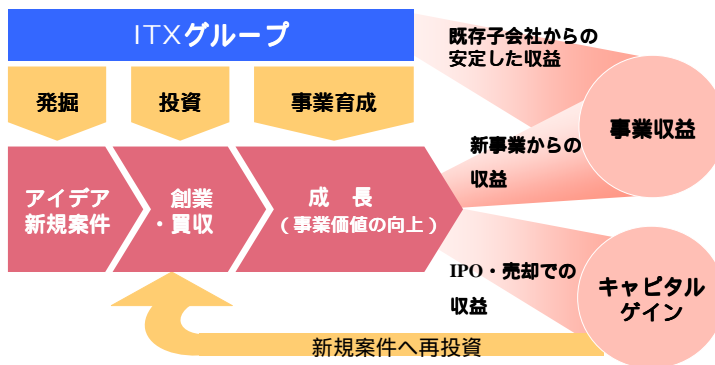 ITXグループ
発掘
投資
事業育成
アイデア
新規案件
創業
・買収
成　長
（事業価値の向上）
既存子会社からの
安定した収益
新事業からの
収益
事業収益
IPO・売却での
収益
キャピタル
ゲイン
新規案件へ再投資